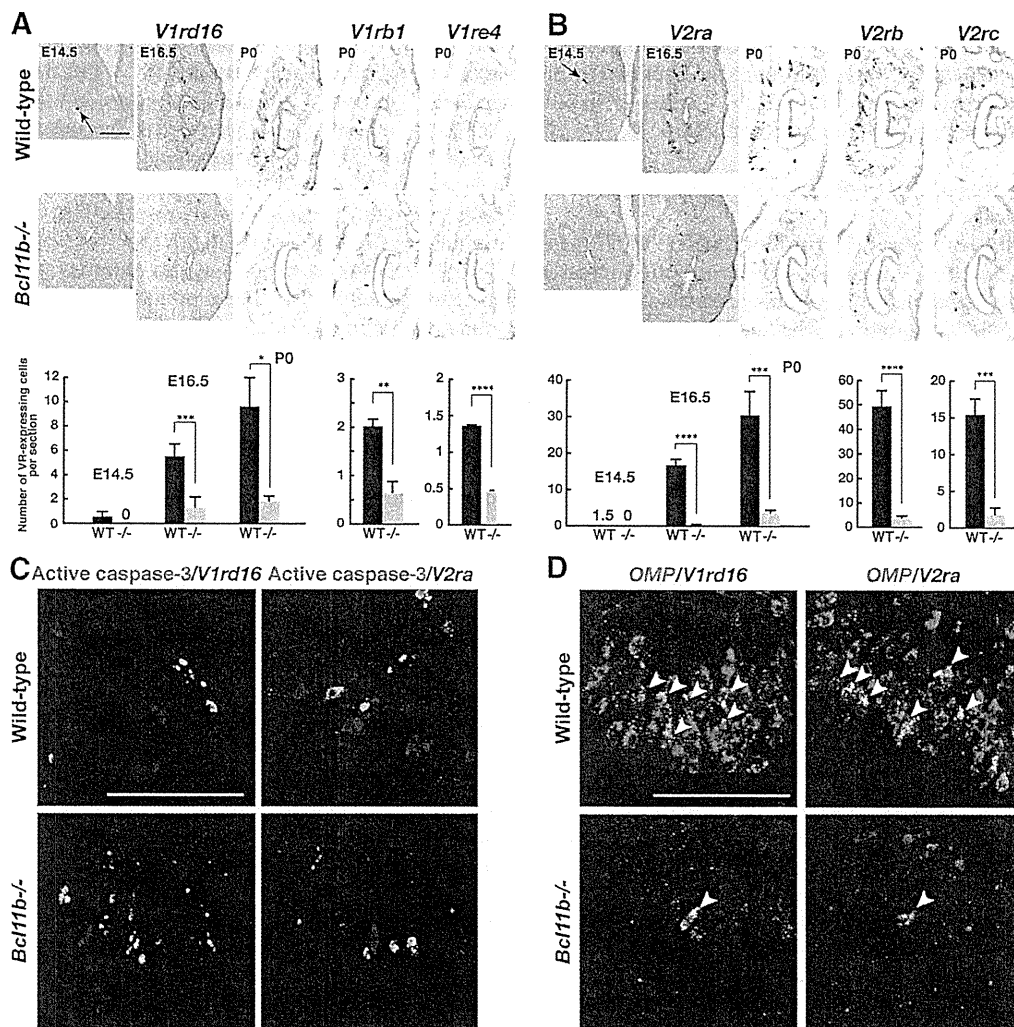 A V1rd16 V1rb1 V1re4
E14.5 E16.5 P0 P0 P0
Wild-type
Bcl11b-/-
Number of VR-expressing cells per section
12 10 8 6 4 2 0
E14.5 0
E16.5 ***
* P0
WT -/- WT -/- WT -/-
3 2 1 0
**
WT -/-
2 1.5 1 0.5 0
****
WT -/-
B V2ra V2rb V2rc
E14.5 E16.5 P0 P0 P0
40 30 20 10 0
E14.5
1.5 0
E16.5
****
*** P0
WT -/- WT -/- WT -/-
60 50 40 30 20 10 0
****
WT -/-
20 15 10 5 0
***
WT -/-
C Active caspase-3/V1rd16 Active caspase-3/V2ra
Wild-type
Bcl11b-/-
D OMP/V1rd16 OMP/V2ra
Wild-type
Bcl11b-/-